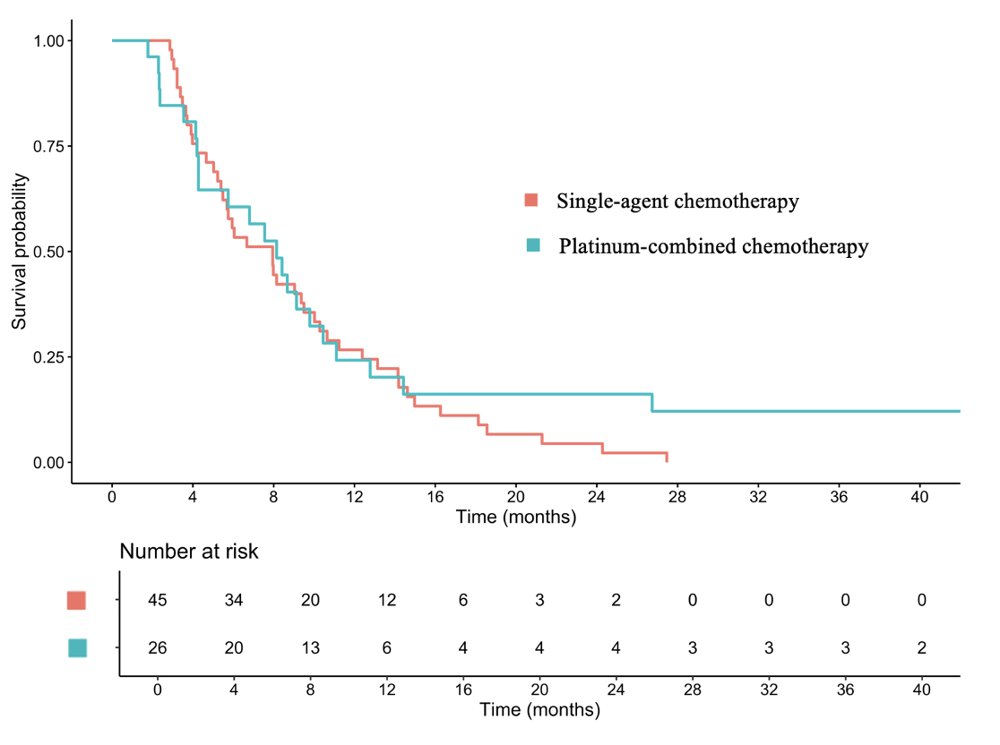 Survival probability
1.00
0.75
0.50
0.25
0.00
Single-agent chemotherapy
Platinum-combined chemotherapy
0 4 8 12 16 20 24 28 32 36 40
Time (months)
Number at risk
45 34 20 12 6 3 2 0 0 0 0
26 20 13 6 4 4 4 3 3 3 2
0 4 8 12 16 20 24 28 32 36 40
Time (months)